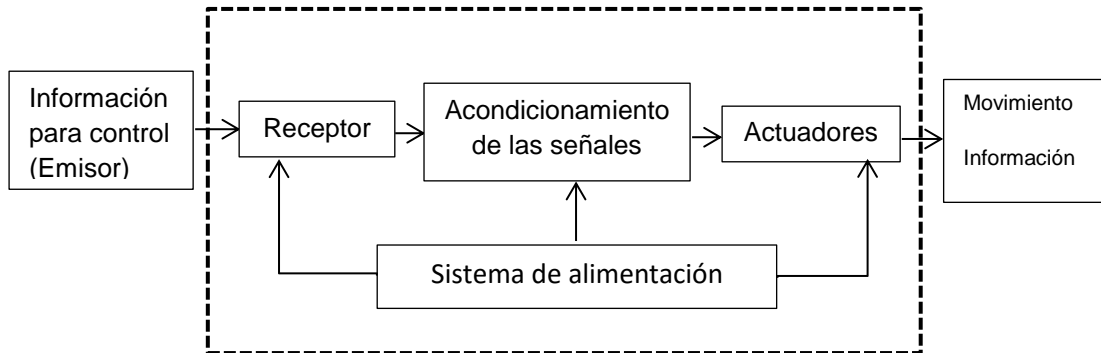 Información
para control
(Emisor)
Receptor
Acondicionamiento
de las señales
Actuadores
Movimiento
Información
Sistema de alimentación